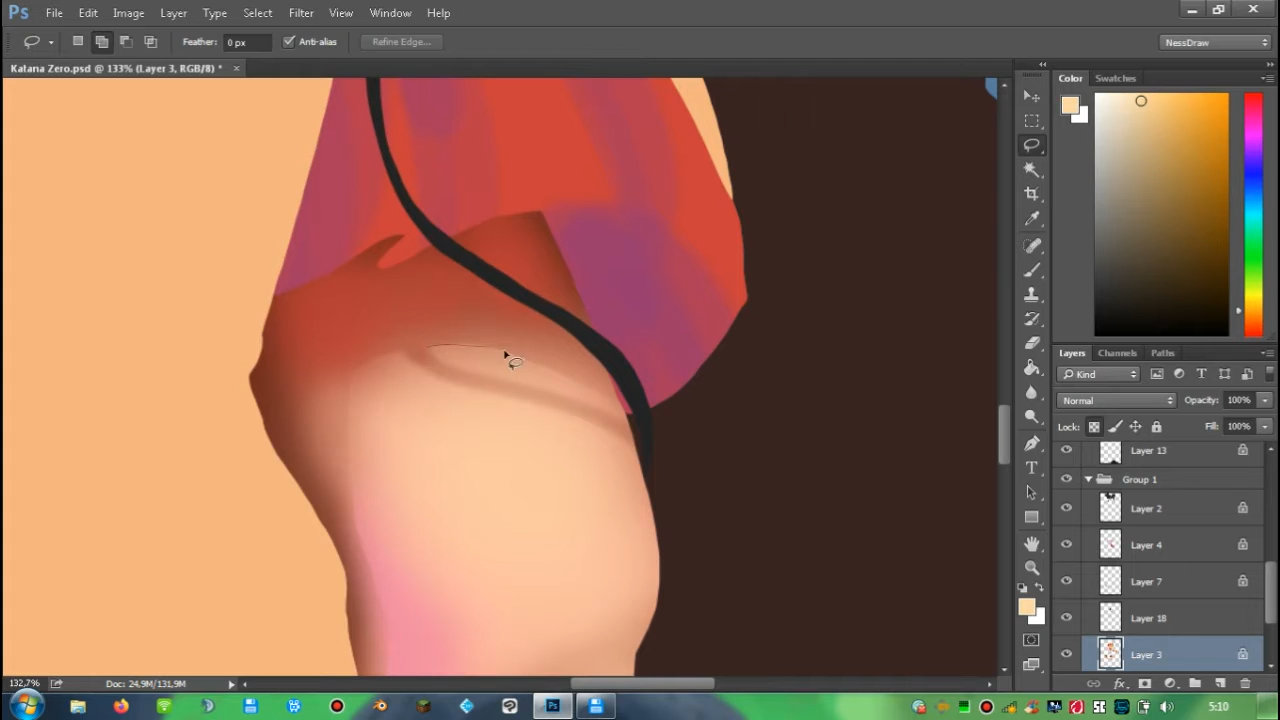 Ps File Edit Image Layer Type Select Filter View Window Help
Feather: 0 px Anti-alias Refine Edge... NessDraw
Katana Zero.psd @ 133% (Layer 3, RGB/8) *
Color Swatches
Layers Channels Paths
Kind
Normal Opacity: 100%
Lock: Fill: 100%
Layer 13
Group 1
Layer 2
Layer 4
Layer 7
Layer 18
Layer 3
132,7% Doc: 24,9M/131,9M
Ps 5:10